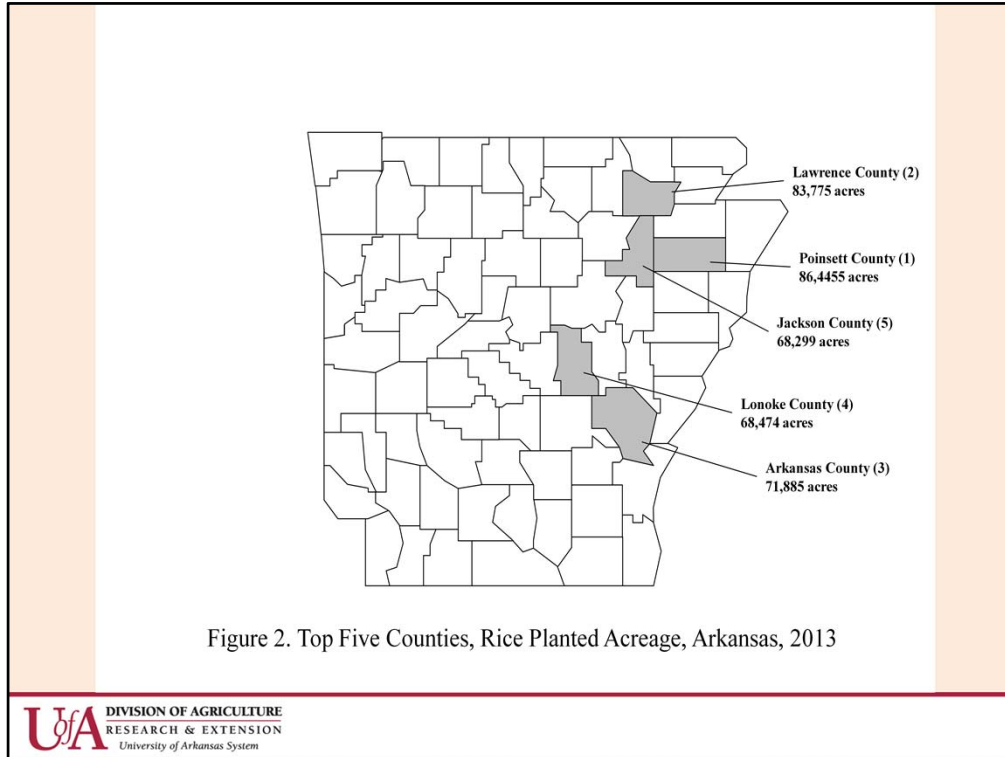 Lawrence County (2)
83,775 acres
Poinsett County (1)
86,4455 acres
Jackson County (5)
68,299 acres
Lonoke County (4)
68,474 acres
Arkansas County (3)
71,885 acres
Figure 2. Top Five Counties, Rice Planted Acreage, Arkansas, 2013
UofA DIVISION OF AGRICULTURE
RESEARCH & EXTENSION
University of Arkansas System